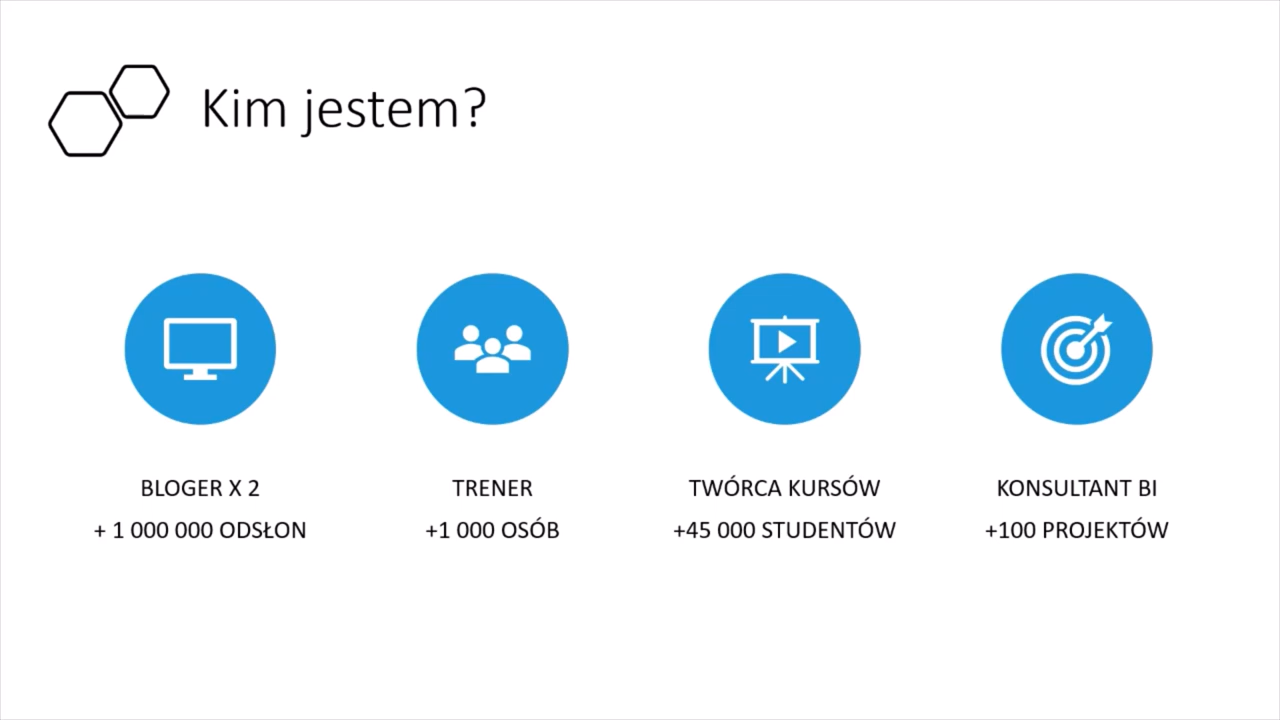 Kim jestem?
BLOGER X 2
+ 1 000 000 ODSŁON
TRENER
+1 000 OSÓB
TWÓRCA KURSÓW
+45 000 STUDENTÓW
KONSULTANT BI
+100 PROJEKTÓW